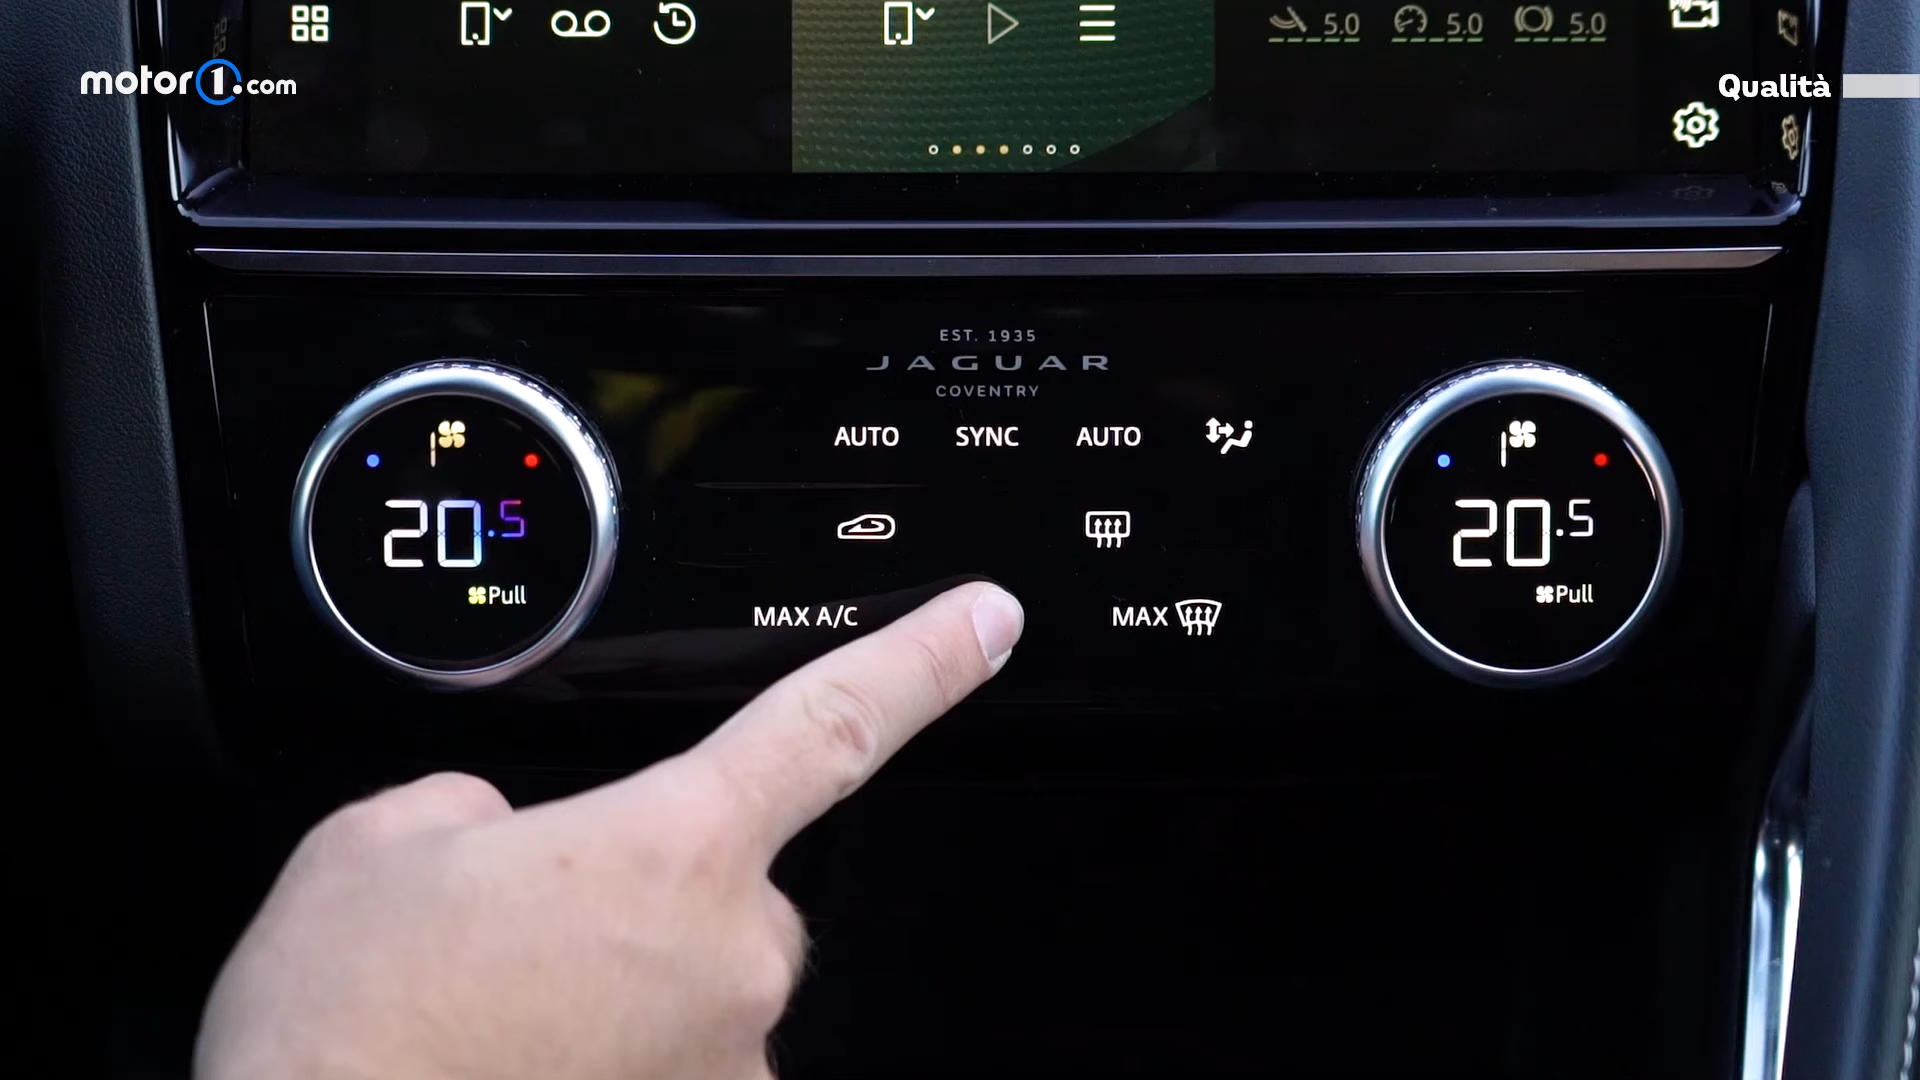 5.0
5.0
5.0
motor1.com
Qualità
EST. 1935
JAGUAR
COVENTRY
AUTO SYNC AUTO
20.5
Pull
20.5
Pull
MAX A/C
MAX